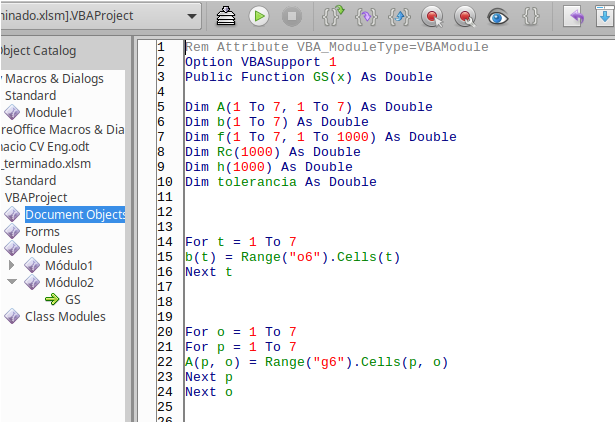 minado.xlsm].VBAProject
bject Catalog
y Macros & Dialogs
Standard
Module1
reOffice Macros & Dia
nacio CV Eng.odt
_terminado.xlsm
Standard
VBAProject
Document Objects
Forms
Modules
Módulo1
Módulo2
GS
Class Modules
1 Rem Attribute VBA_ModuleType=VBAModule
2 Option VBASupport 1
3 Public Function GS(x) As Double
4
5 Dim A(1 To 7, 1 To 7) As Double
6 Dim b(1 To 7) As Double
7 Dim f(1 To 7, 1 To 1000) As Double
8 Dim Rc(1000) As Double
9 Dim h(1000) As Double
10 Dim tolerancia As Double
11
12
13
14 For t = 1 To 7
15 b(t) = Range("o6").Cells(t)
16 Next t
17
18
19
20 For o = 1 To 7
21 For p = 1 To 7
22 A(p, o) = Range("g6").Cells(p, o)
23 Next p
24 Next o
25
26